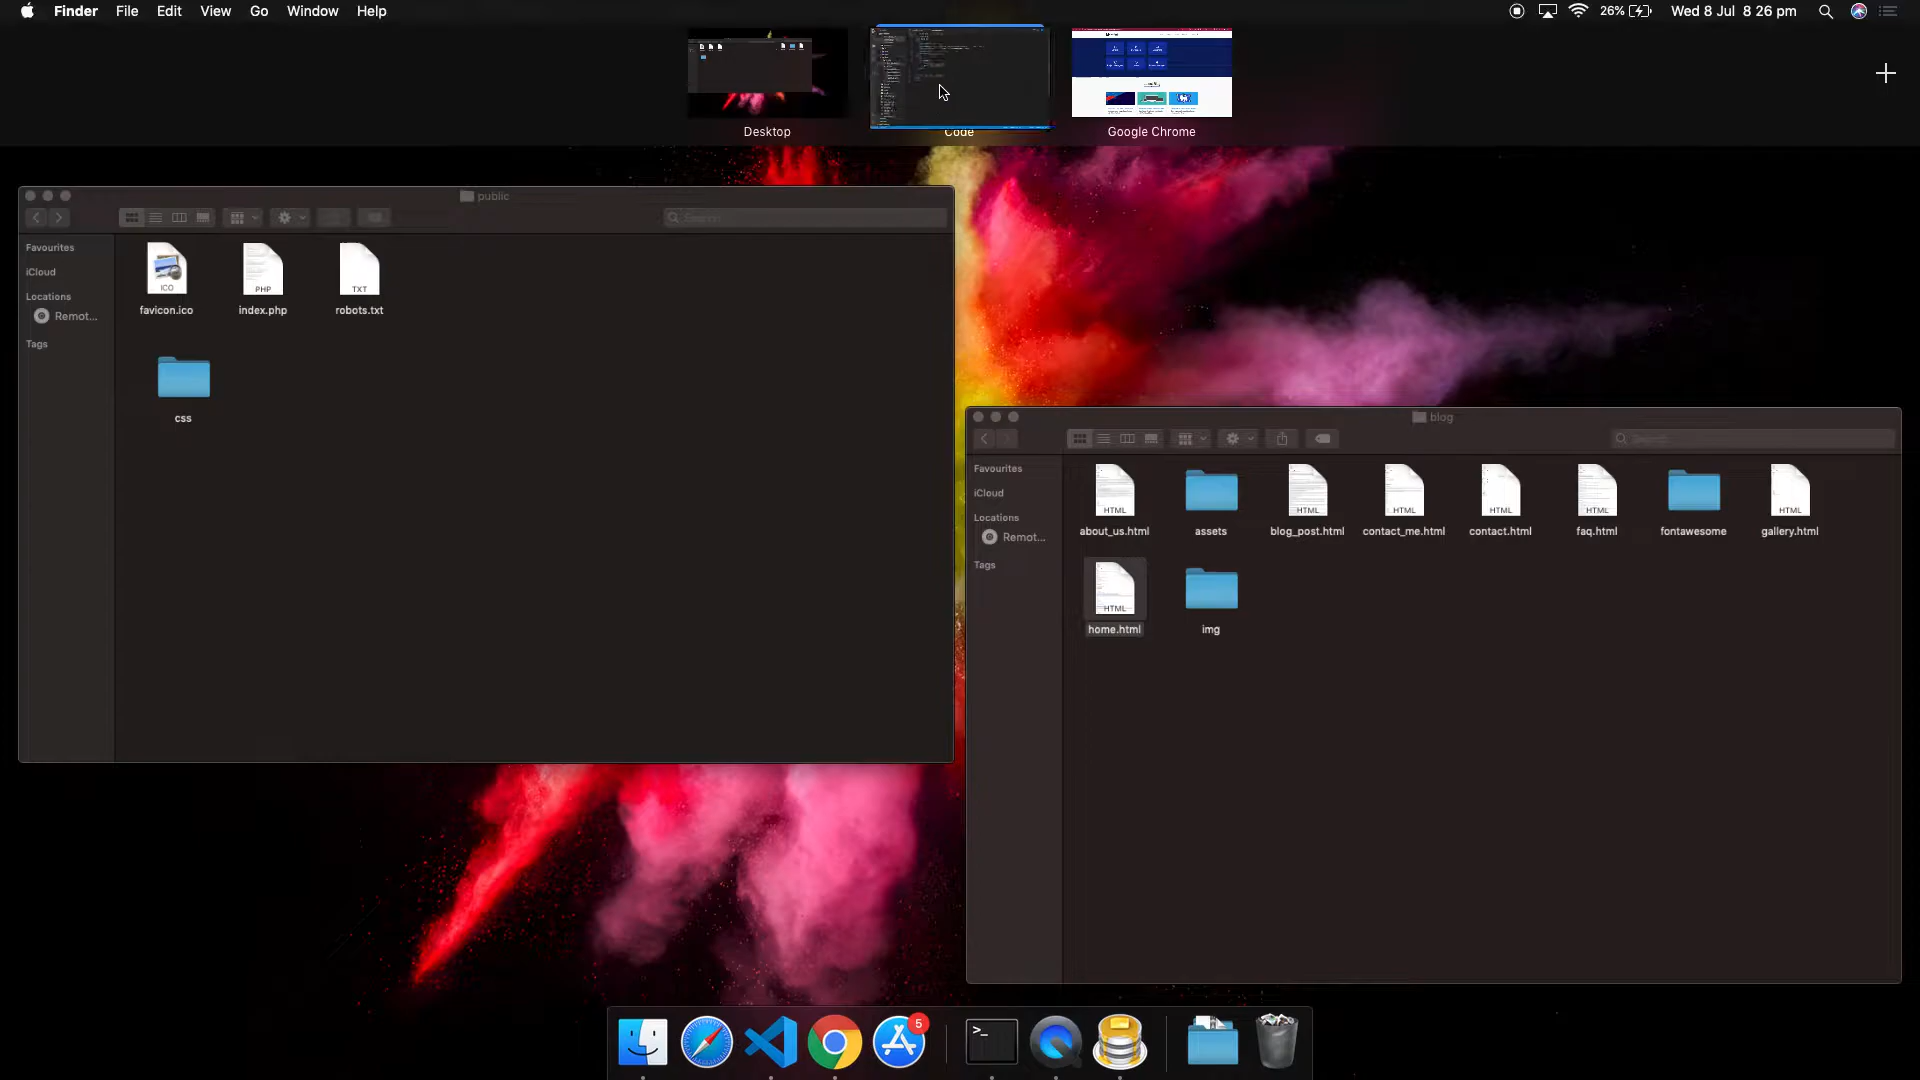 Finder File Edit View Go Window Help 26% Wed 8 Jul 8 26 pm
Desktop Code Google Chrome
public
Search
Favourites
iCloud
Locations
Remot...
Tags
ICO PHP TXT
favicon.ico index.php robots.txt
css
blog
Search
Favourites
iCloud
Locations
Remot...
Tags
HTML HTML HTML HTML HTML HTML
about_us.html assets blog_post.html contact_me.html contact.html faq.html fontawesome gallery.html
HTML
home.html img
5
>_